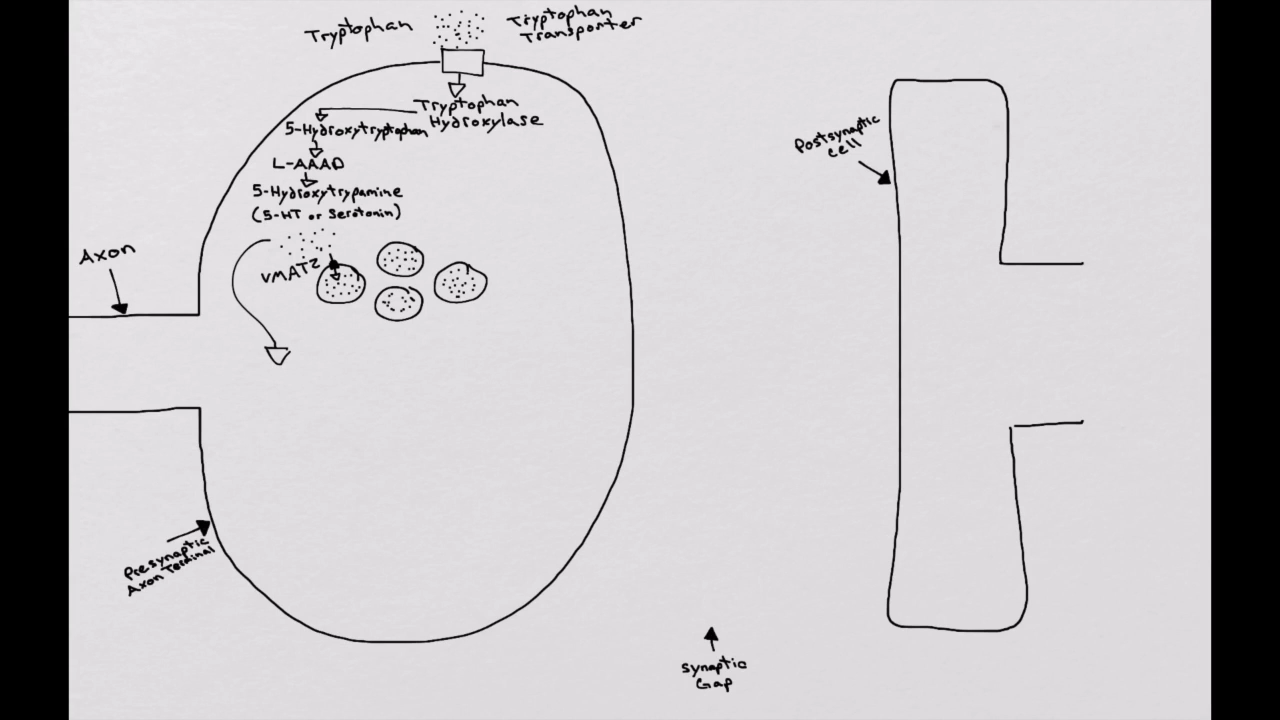 Tryptophan
Tryptophan
Transporter
Tryptophan
Hydroxylase
5-Hydroxytryptophan
L-AAAD
5-Hydroxytrypamine
(5-HT or Serotonin)
VMAT2
Axon
Postsynaptic
cell
Presynaptic
Axon Terminal
Synaptic
Gap